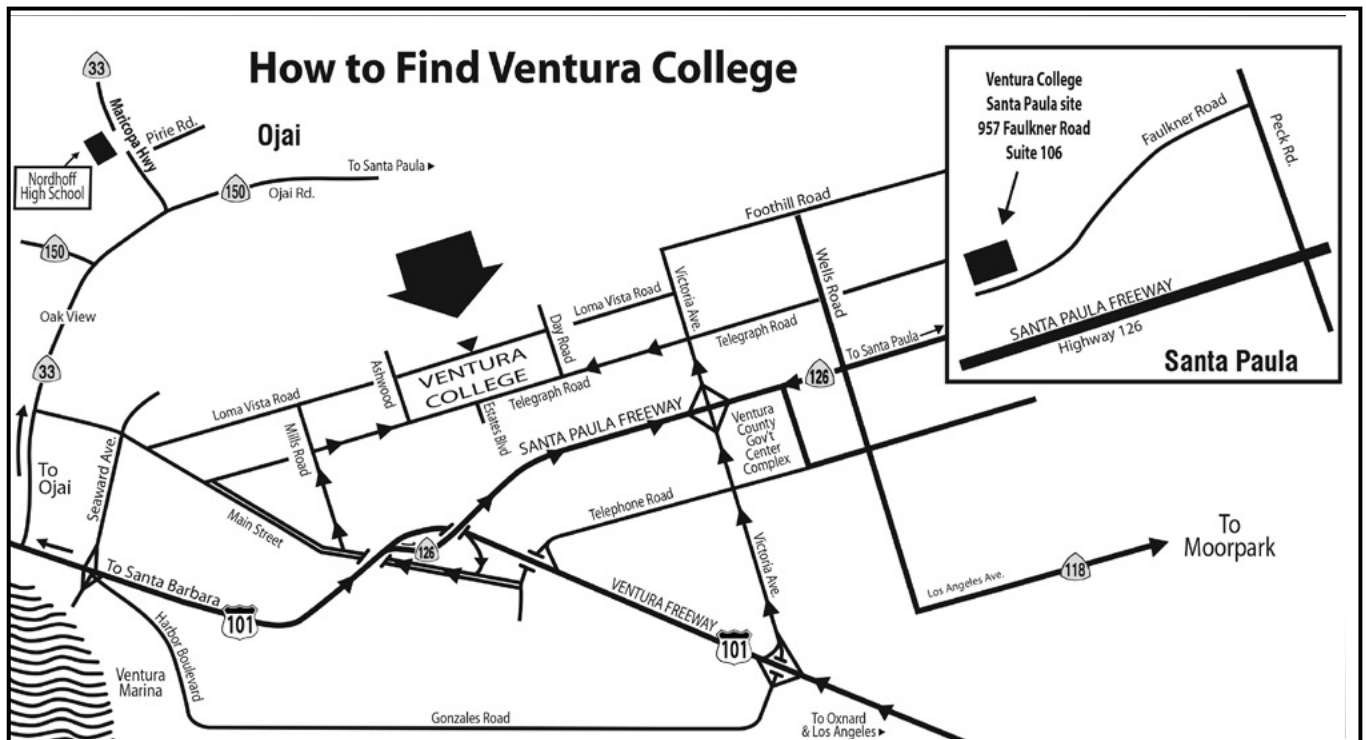 How to Find Ventura College
33
Maricopa Hwy
Pirie Rd.
Ojai
Nordhoff
High School
150
Ojai Rd.
To Santa Paula
150
Oak View
33
To
Ojai
Seaward Ave.
Loma Vista Road
Mills Road
Main Street
Ashwood
VENTURA
COLLEGE
Estates Blvd
Day Road
Loma Vista Road
Telegraph Road
Victoria Ave.
Foothill Road
Wells Road
Telegraph Road
To Santa Paula
126
SANTA PAULA FREEWAY
Ventura
County
Gov't
Center
Complex
Telephone Road
126
To Santa Barbara
101
VENTURA FREEWAY
101
Victoria Ave.
Los Angeles Ave.
118
To
Moorpark
Harbor Boulevard
Ventura
Marina
Gonzales Road
To Oxnard
& Los Angeles
Ventura College
Santa Paula site
957 Faulkner Road
Suite 106
Faulkner Road
Peck Rd.
SANTA PAULA FREEWAY
Highway 126
Santa Paula